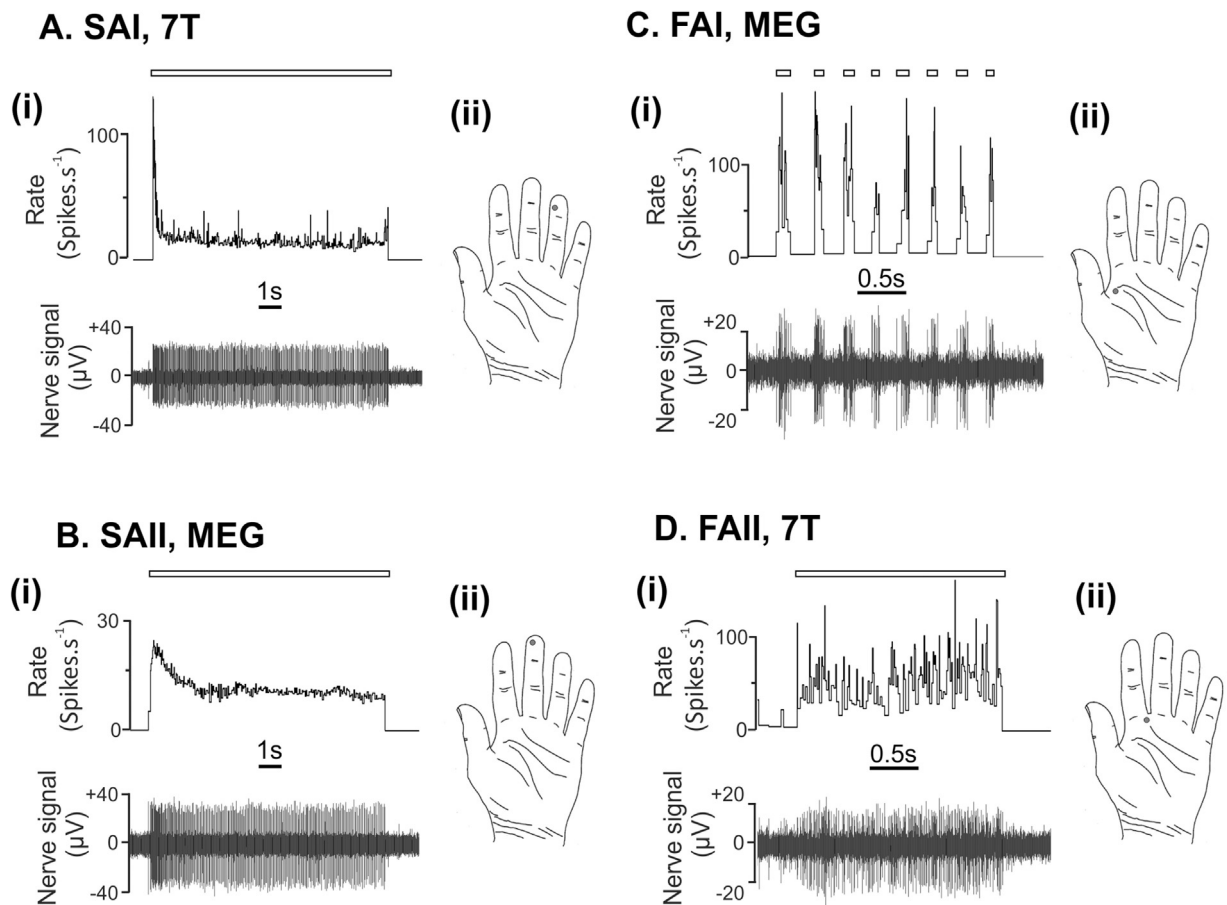 A. SAI, 7T
(i)
(ii)
Rate
(Spikes.s⁻¹)
100
0
1s
Nerve signal
(µV)
+40
0
-40
C. FAI, MEG
(i)
(ii)
Rate
(Spikes.s⁻¹)
100
0
0.5s
Nerve signal
(µV)
+20
0
-20
B. SAII, MEG
(i)
(ii)
Rate
(Spikes.s⁻¹)
30
0
1s
Nerve signal
(µV)
+40
0
-40
D. FAII, 7T
(i)
(ii)
Rate
(Spikes.s⁻¹)
100
0
0.5s
Nerve signal
(µV)
+20
0
-20